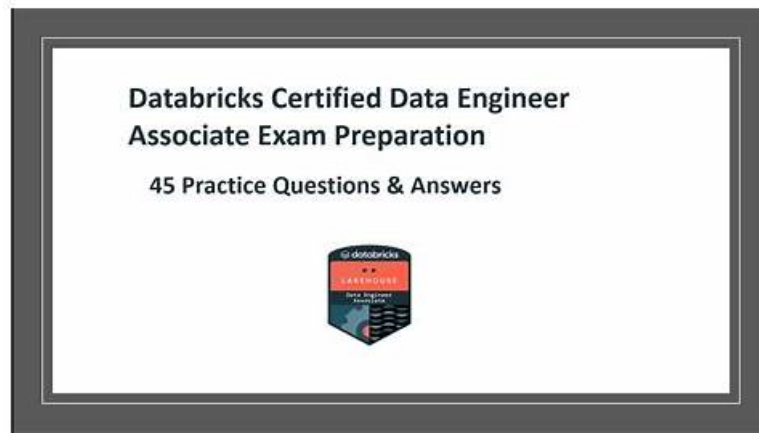 Databricks Certified Data Engineer
Associate Exam Preparation
45 Practice Questions & Answers
databricks
LAKEHOUSE
Data Engineer
Associate